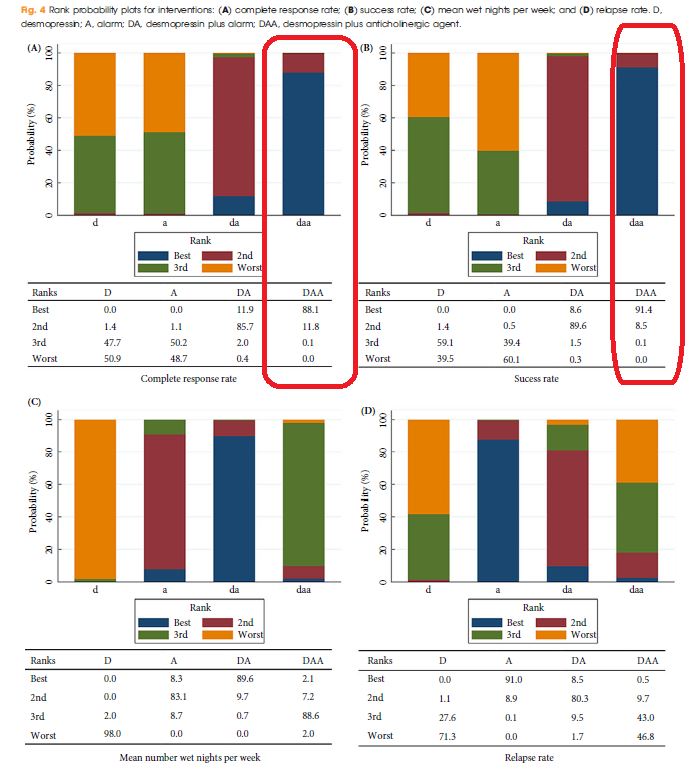 Fig. 4 Rank probability plots for interventions: (A) complete response rate; (B) success rate; (C) mean wet nights per week; and (D) relapse rate. D,
desmopressin; A, alarm; DA, desmopressin plus alarm; DAA, desmopressin plus anticholinergic agent.
(A)
Probability (%)
100
80
60
40
20
0
d a da daa
Rank
Best 2nd
3rd Worst
Ranks D A DA DAA
Best 0.0 0.0 11.9 88.1
2nd 1.4 1.1 85.7 11.8
3rd 47.7 50.2 2.0 0.1
Worst 50.9 48.7 0.4 0.0
Complete response rate
(B)
Probability (%)
100
80
60
40
20
0
d a da daa
Rank
Best 2nd
3rd Worst
Ranks D A DA DAA
Best 0.0 0.0 8.6 91.4
2nd 1.4 0.5 89.6 8.5
3rd 59.1 39.4 1.5 0.1
Worst 39.5 60.1 0.3 0.0
Sucess rate
(C)
Probability (%)
100
80
60
40
20
0
d a da daa
Rank
Best 2nd
3rd Worst
Ranks D A DA DAA
Best 0.0 8.3 89.6 2.1
2nd 0.0 83.1 9.7 7.2
3rd 2.0 8.7 0.7 88.6
Worst 98.0 0.0 0.0 2.0
Mean number wet nights per week
(D)
Probability (%)
100
80
60
40
20
0
d a da daa
Rank
Best 2nd
3rd Worst
Ranks D A DA DAA
Best 0.0 91.0 8.5 0.5
2nd 1.1 8.9 80.3 9.7
3rd 27.6 0.1 9.5 43.0
Worst 71.3 0.0 1.7 46.8
Relapse rate